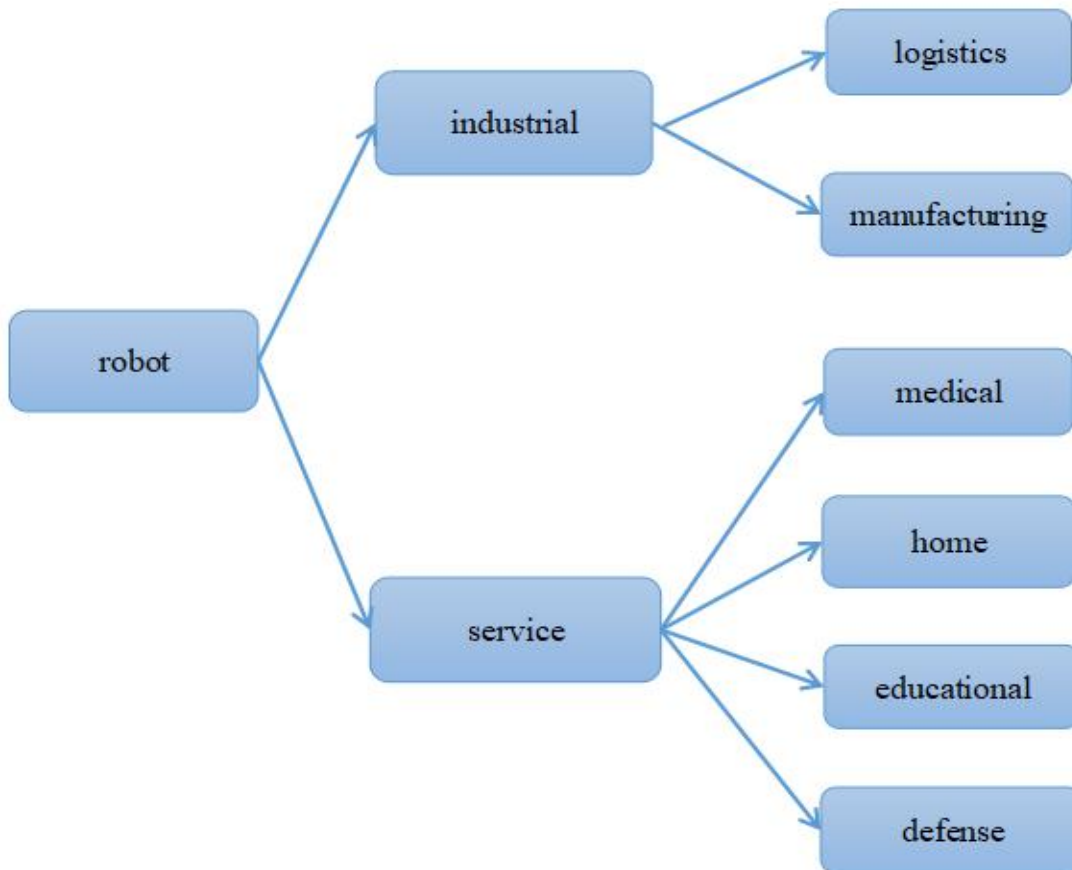 robot
industrial
logistics
manufacturing
service
medical
home
educational
defense